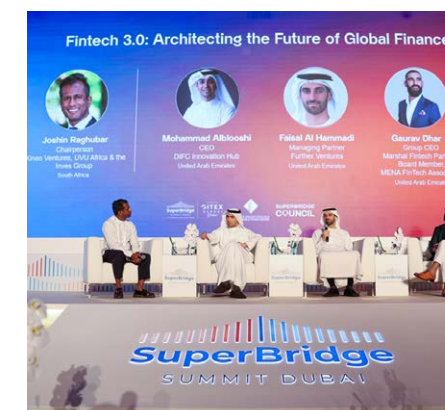 Fintech 3.0: Architecting the Future of Global Finance
Joshin Raghubar
Chairperson
Ventures, UVU Africa & the
Inves Group
South Africa
Mohammad Alblooshi
CEO
DIFC Innovation Hub
United Arab Emirates
Faisal Al Hammadi
Managing Partner
Further Ventures
United Arab Emirates
Gaurav Dhar
Group CEO
Marshal Fintech Par
Board Member
MENA FinTech Assoc
United Arab Emirat
SuperBridge
SUPERBRIDGE
COUNCIL
SuperBridge
SuperBridge
SuperBridge
SUMMIT DUBAI